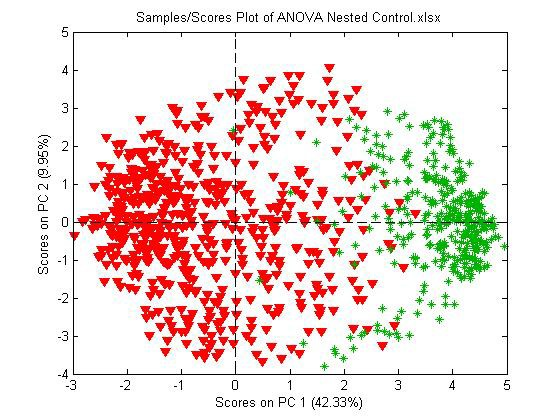 Samples/Scores Plot of ANOVA Nested Control.xlsx
5
4
3
2
1
0
-1
-2
-3
-4
Scores on PC 2 (9.95%)
-3 -2 -1 0 1 2 3 4 5
Scores on PC 1 (42.33%)